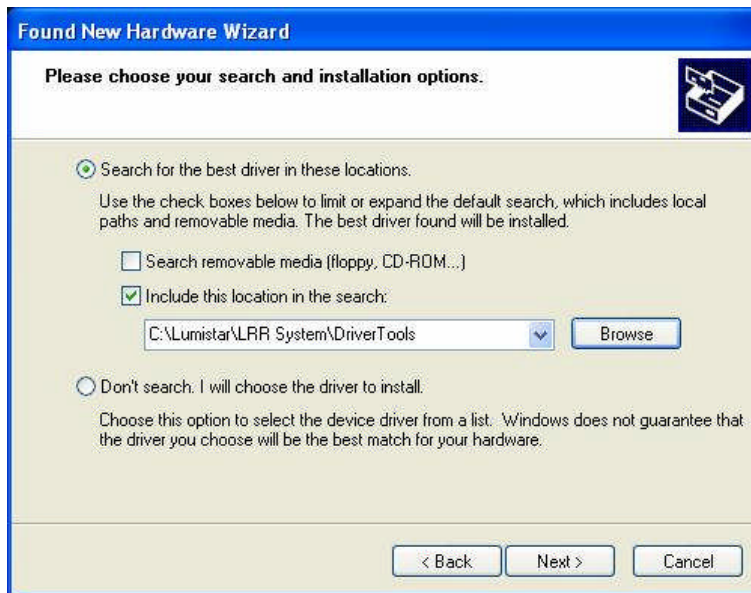 Found New Hardware Wizard
Please choose your search and installation options.
Search for the best driver in these locations.
Use the check boxes below to limit or expand the default search, which includes local
paths and removable media. The best driver found will be installed.
Search removable media (floppy, CD-ROM...)
Include this location in the search:
C:\Lumistar\LRR System\DriverTools
Browse
Don't search. I will choose the driver to install.
Choose this option to select the device driver from a list. Windows does not guarantee that
the driver you choose will be the best match for your hardware.
< Back
Next >
Cancel